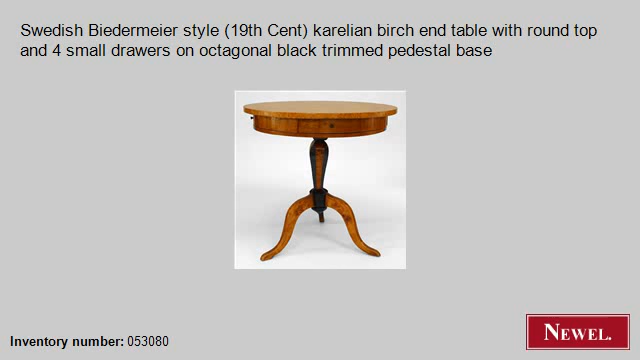 Swedish Biedermeier style (19th Cent) karelian birch end table with round top
and 4 small drawers on octagonal black trimmed pedestal base
Inventory number: 053080
NEWEL.